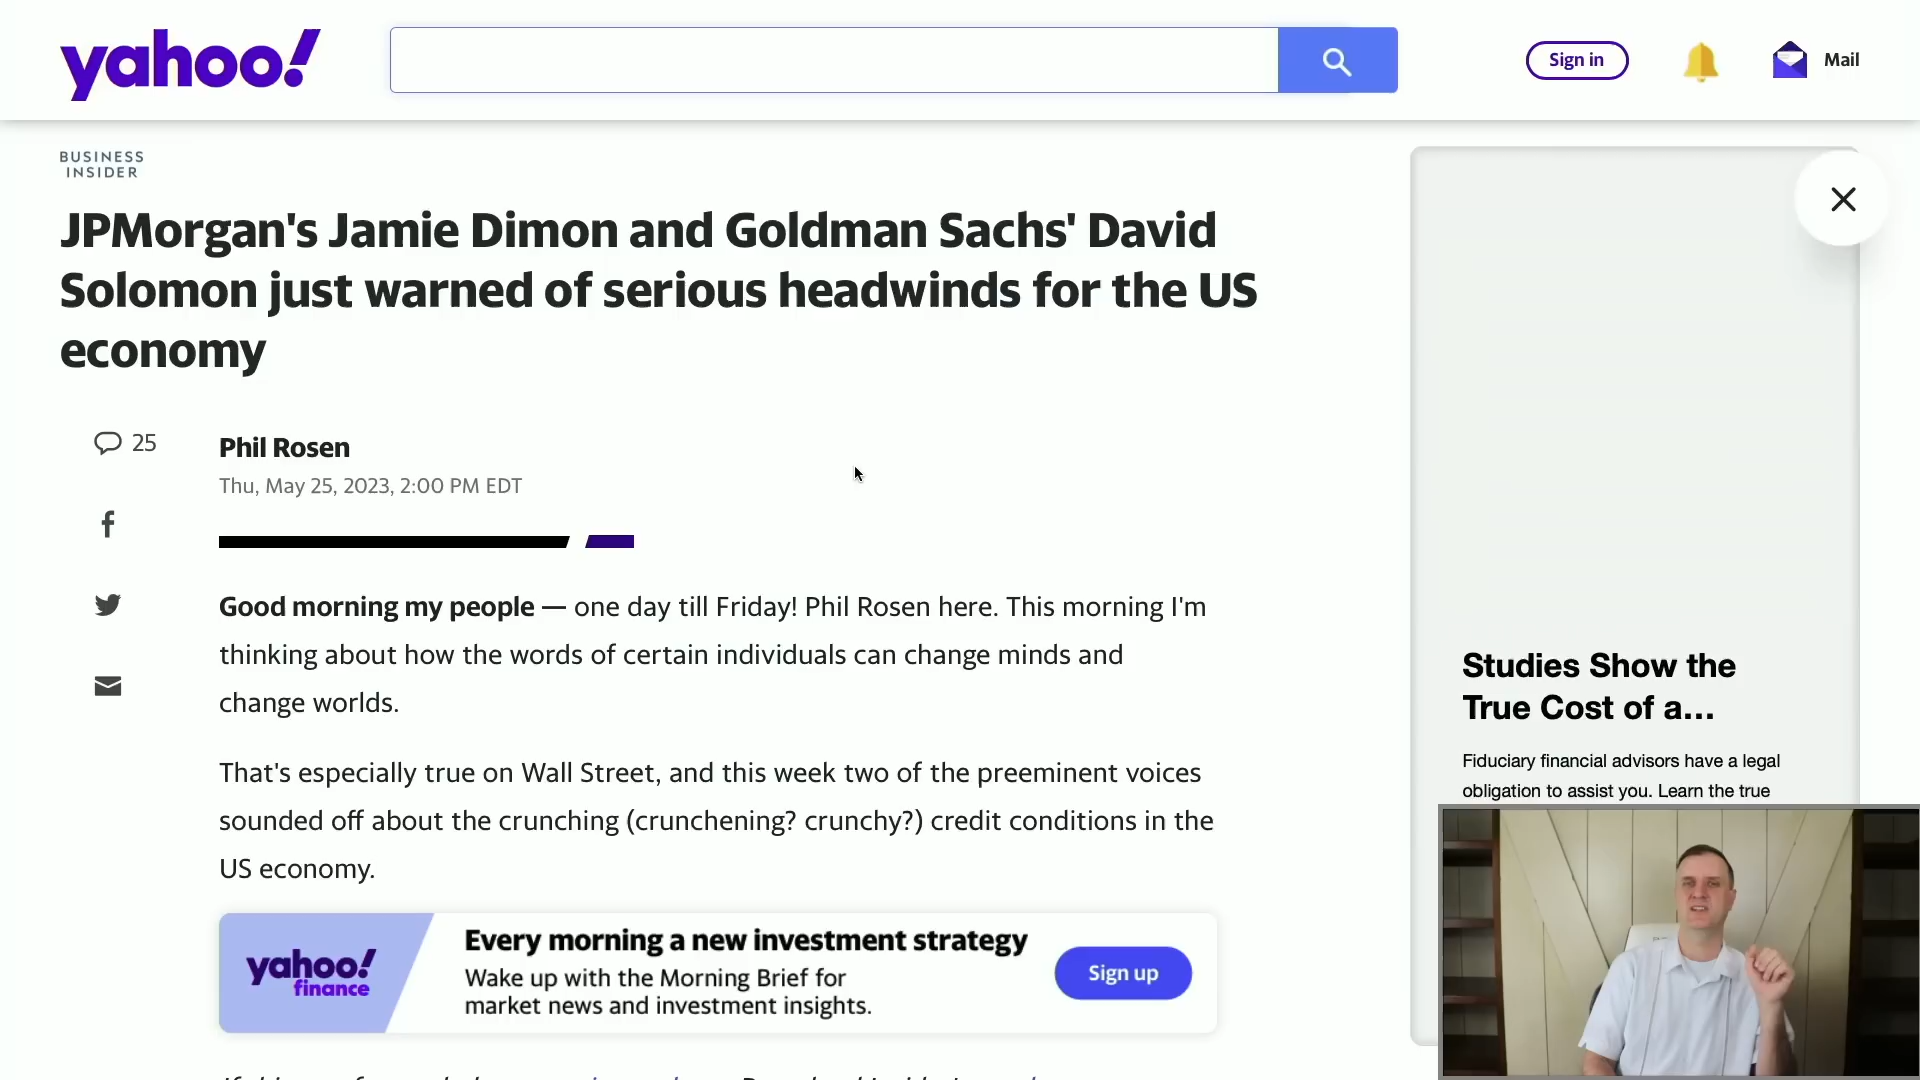 yahoo!
Sign in
Mail
BUSINESS
INSIDER
JPMorgan's Jamie Dimon and Goldman Sachs' David
Solomon just warned of serious headwinds for the US
economy
25
Phil Rosen
Thu, May 25, 2023, 2:00 PM EDT
Good morning my people — one day till Friday! Phil Rosen here. This morning I'm
thinking about how the words of certain individuals can change minds and
change worlds.
That's especially true on Wall Street, and this week two of the preeminent voices
sounded off about the crunching (crunchening? crunchy?) credit conditions in the
US economy.
yahoo!
finance
Every morning a new investment strategy
Wake up with the Morning Brief for
market news and investment insights.
Sign up
Studies Show the
True Cost of a...
Fiduciary financial advisors have a legal
obligation to assist you. Learn the true